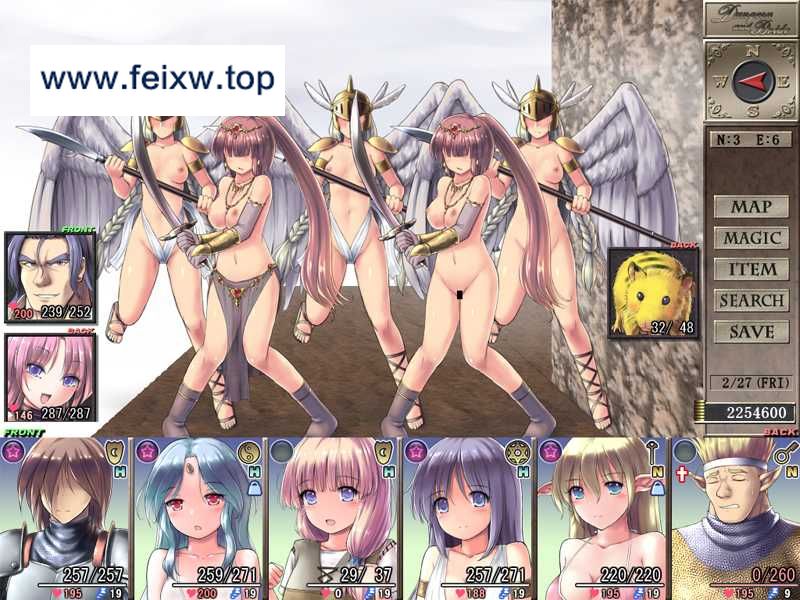 Dungeon
and Bride
www.feixw.top
N
W E
S
N:3 E:6
FRONT
BACK
MAP
MAGIC
ITEM
SEARCH
SAVE
200 239/252
32/ 48
BACK
146 287/287
2/27 (FRI)
2254600
FRONT
BACK
H H H H N N
257/257 259/271 29/ 37 257/271 220/220 0/260
195 19 200 19 0 19 188 19 195 19 195 9